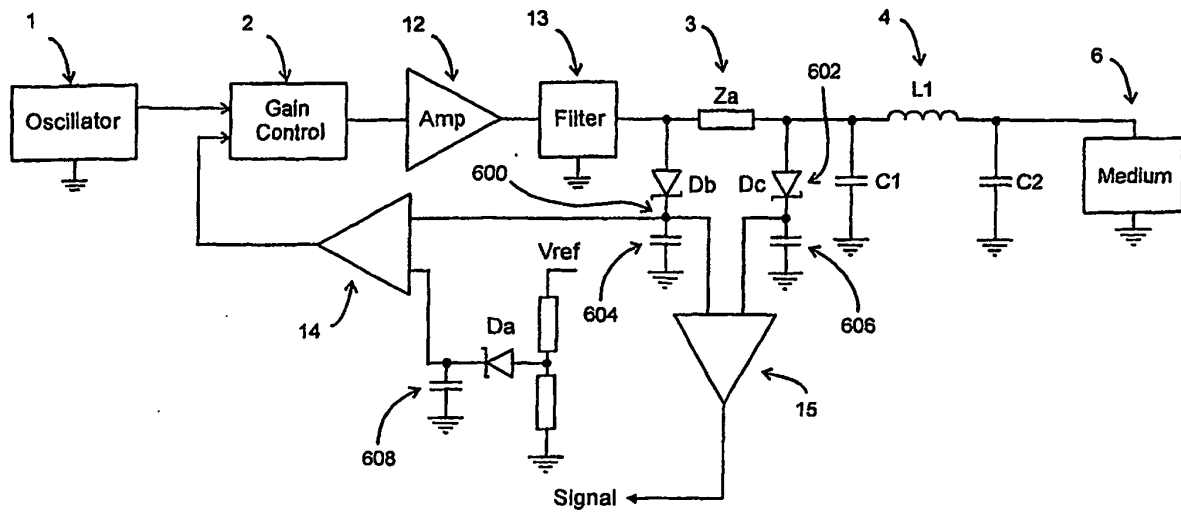 1
2
12
13
3
4
602
6
Oscillator
Gain
Control
Amp
Filter
Za
L1
Medium
600
Db
Dc
C1
C2
Vref
604
606
14
Da
15
608
Signal